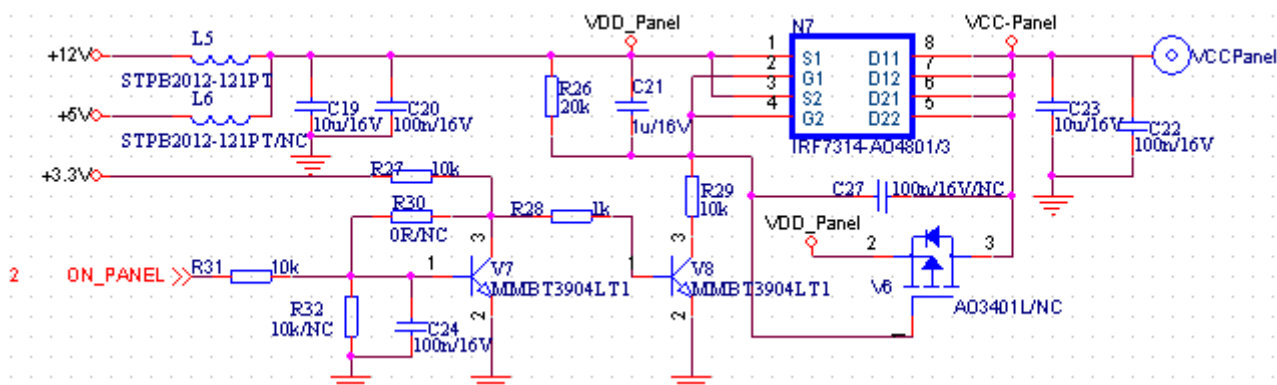 VDD_Panel
N7
VCC-Panel
L5
+12V
STPB2012-121PT
L6
+5V
STPB2012-121PT/NC
C19
10u/16V
C20
100n/16V
R26
20k
C21
1u/16V
1
2
3
4
S1
G1
S2
G2
D11
D12
D21
D22
8
7
6
5
IRF7314-AO4801/3
VCCPanel
C23
10u/16V
C22
100n/16V
+3.3V
R27
10k
R30
0R/NC
R28
1k
R29
10k
C27
100n/16V/NC
VDD_Panel
2
3
V6
AO3401L/NC
2
ON_PANEL
R31
10k
1
3
V7
MMBT3904LT1
2
1
3
V8
MMBT3904LT1
2
R32
10k/NC
C24
100n/16V